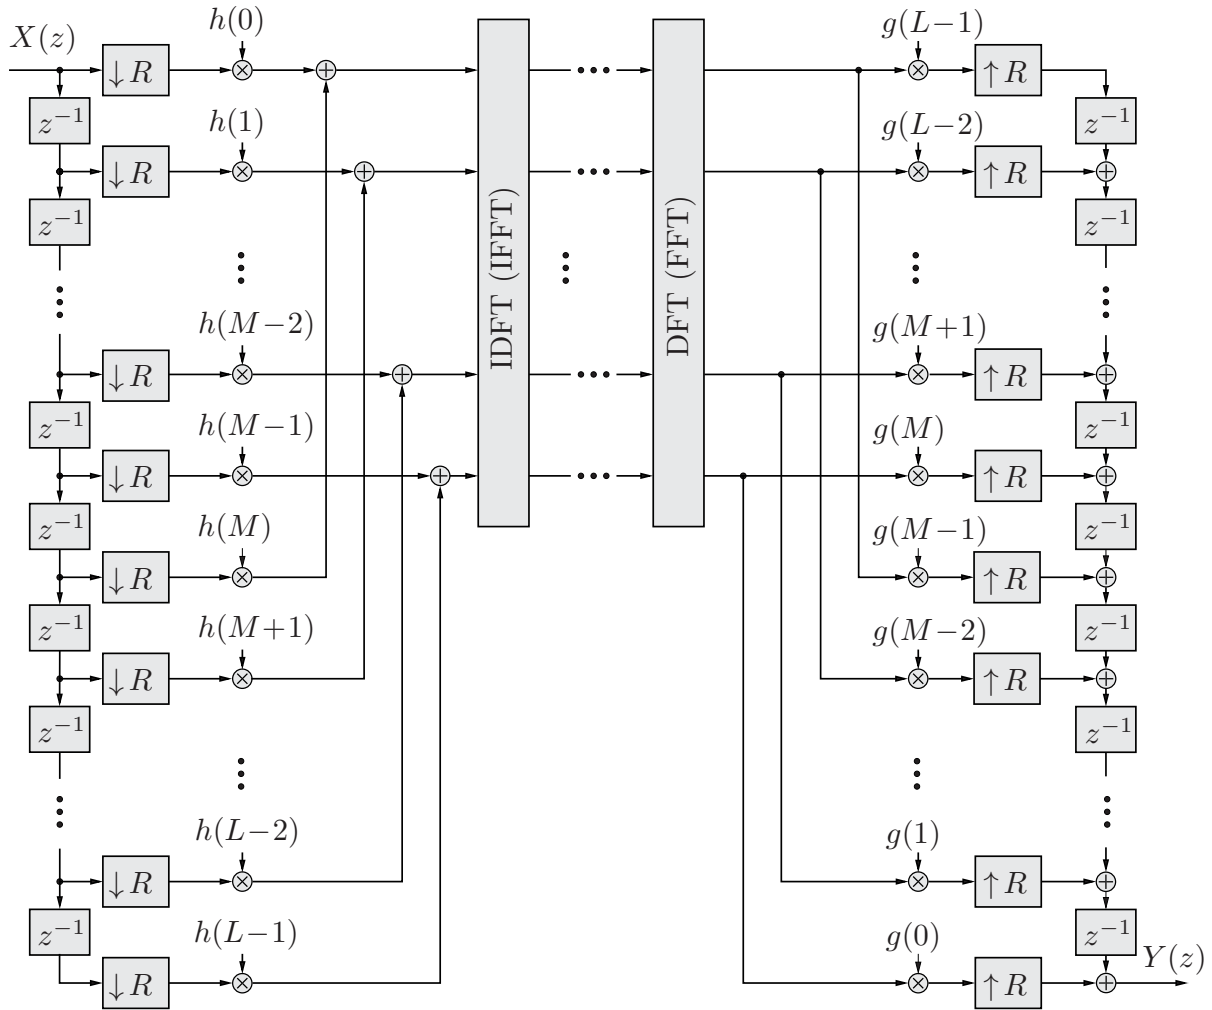 X(z)
h(0)
g(L−1)
↓R
↑R
z⁻¹
z⁻¹
h(1)
g(L−2)
↓R
↑R
z⁻¹
z⁻¹
IDFT (IFFT)
DFT (FFT)
h(M−2)
g(M+1)
↓R
↑R
z⁻¹
z⁻¹
h(M−1)
g(M)
↓R
↑R
z⁻¹
z⁻¹
h(M)
g(M−1)
↓R
↑R
z⁻¹
z⁻¹
h(M+1)
g(M−2)
↓R
↑R
z⁻¹
z⁻¹
h(L−2)
g(1)
↓R
↑R
z⁻¹
z⁻¹
h(L−1)
g(0)
Y(z)
↓R
↑R